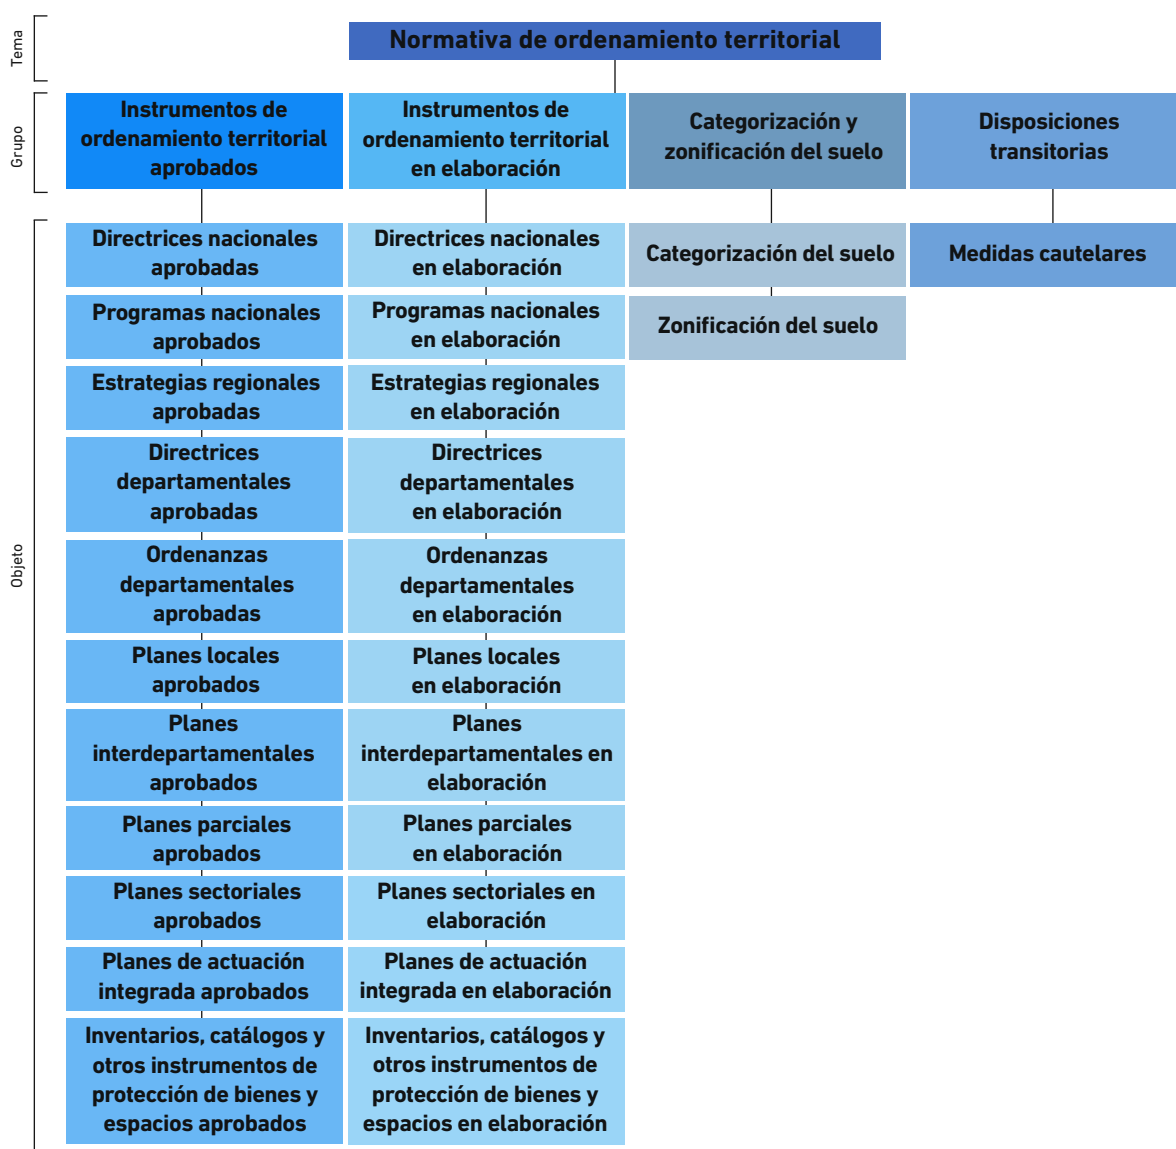 Tema
Normativa de ordenamiento territorial
Grupo
Instrumentos de
ordenamiento territorial
aprobados
Instrumentos de
ordenamiento territorial
en elaboración
Categorización y
zonificación del suelo
Disposiciones
transitorias
Objeto
Directrices nacionales
aprobadas
Programas nacionales
aprobados
Estrategias regionales
aprobadas
Directrices
departamentales
aprobadas
Ordenanzas
departamentales
aprobadas
Planes locales
aprobados
Planes
interdepartamentales
aprobados
Planes parciales
aprobados
Planes sectoriales
aprobados
Planes de actuación
integrada aprobados
Inventarios, catálogos y
otros instrumentos de
protección de bienes y
espacios aprobados
Directrices nacionales
en elaboración
Programas nacionales
en elaboración
Estrategias regionales
en elaboración
Directrices
departamentales
en elaboración
Ordenanzas
departamentales
en elaboración
Planes locales
en elaboración
Planes
interdepartamentales en
elaboración
Planes parciales
en elaboración
Planes sectoriales en
elaboración
Planes de actuación
integrada en elaboración
Inventarios, catálogos y
otros instrumentos de
protección de bienes y
espacios en elaboración
Categorización del suelo
Zonificación del suelo
Medidas cautelares